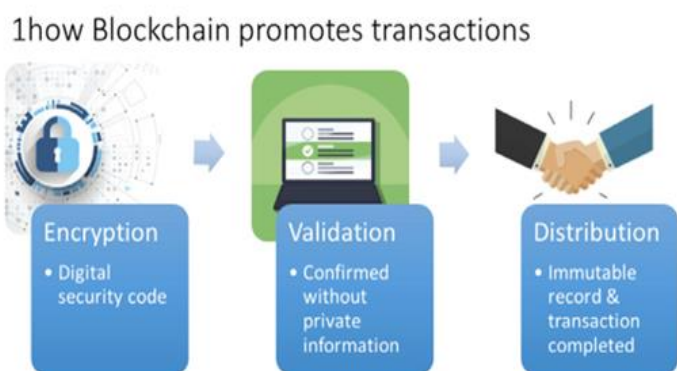 1how Blockchain promotes transactions
Encryption
• Digital
security code
Validation
• Confirmed
without
private
information
Distribution
• Immutable
record &
transaction
completed